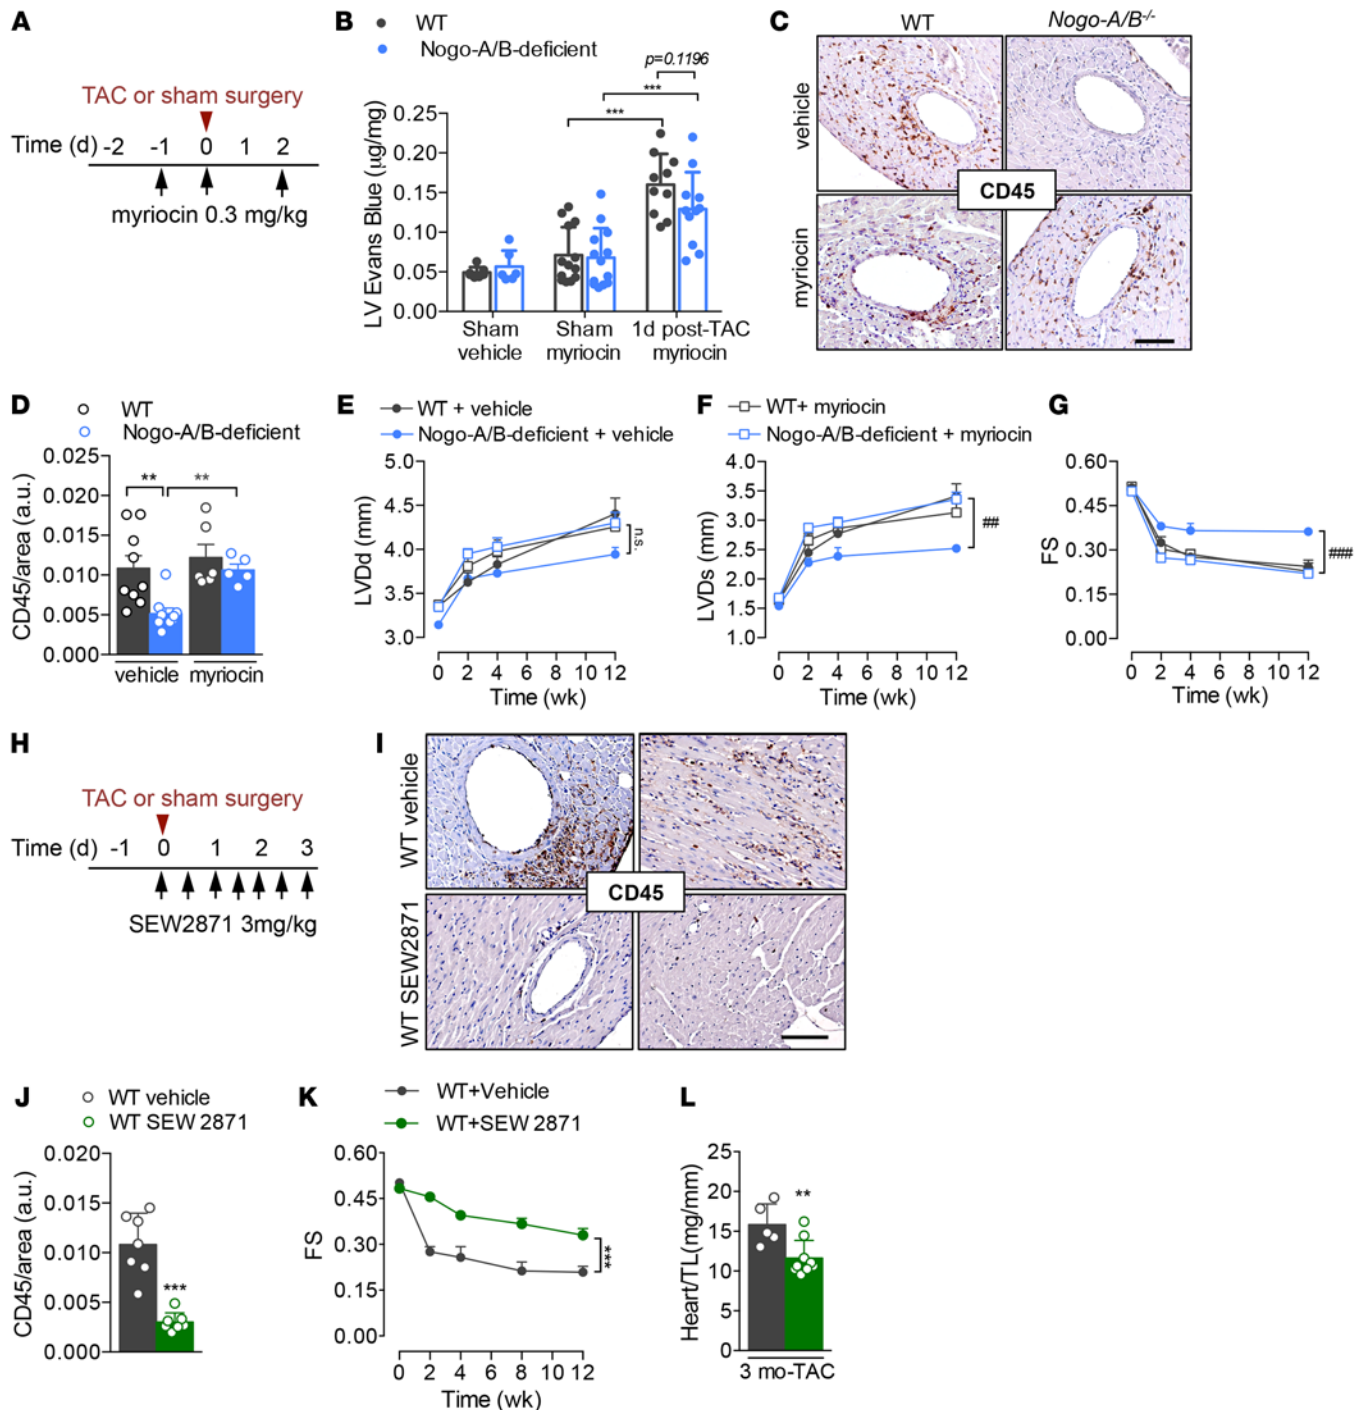 A
TAC or sham surgery
Time (d) -2 -1 0 1 2
myriocin 0.3 mg/kg
B
WT
Nogo-A/B-deficient
p=0.1196
***
***
LV Evans Blue (µg/mg)
0.25
0.20
0.15
0.10
0.05
0.00
Sham vehicle
Sham myriocin
1d post-TAC myriocin
C
WT
Nogo-A/B-/-
vehicle
CD45
myriocin
D
WT
Nogo-A/B-deficient
CD45/area (a.u.)
0.025
0.020
0.015
0.010
0.005
0.000
**
**
vehicle myriocin
E
WT + vehicle
Nogo-A/B-deficient + vehicle
LVDd (mm)
5.0
4.5
4.0
3.5
3.0
n.s.
0 2 4 6 8 10 12
Time (wk)
F
WT+ myriocin
Nogo-A/B-deficient + myriocin
LVDs (mm)
4.0
3.5
3.0
2.5
2.0
1.5
1.0
##
0 2 4 6 8 10 12
Time (wk)
G
FS
0.60
0.45
0.30
0.15
0.00
###
0 2 4 6 8 10 12
Time (wk)
H
TAC or sham surgery
Time (d) -1 0 1 2 3
SEW2871 3mg/kg
I
WT vehicle
CD45
WT SEW2871
J
WT vehicle
WT SEW 2871
CD45/area (a.u.)
0.020
0.015
0.010
0.005
0.000
***
K
WT+Vehicle
WT+SEW 2871
FS
0.60
0.45
0.30
0.15
0.00
***
0 2 4 6 8 10 12
Time (wk)
L
Heart/TL(mg/mm)
25
20
15
10
5
0
**
3 mo-TAC